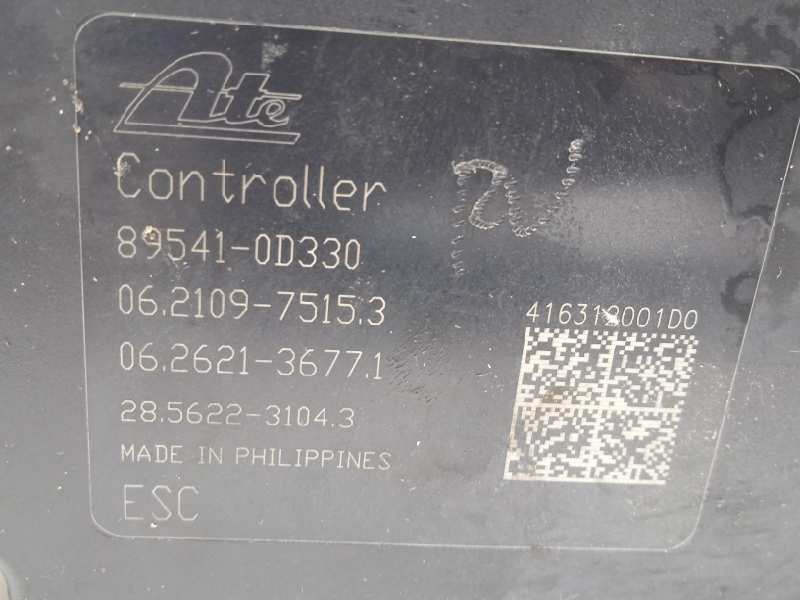 Ate
Controller
89541-0D330
06.2109-7515.3
06.2621-3677.1
28.5622-3104.3
MADE IN PHILIPPINES
ESC